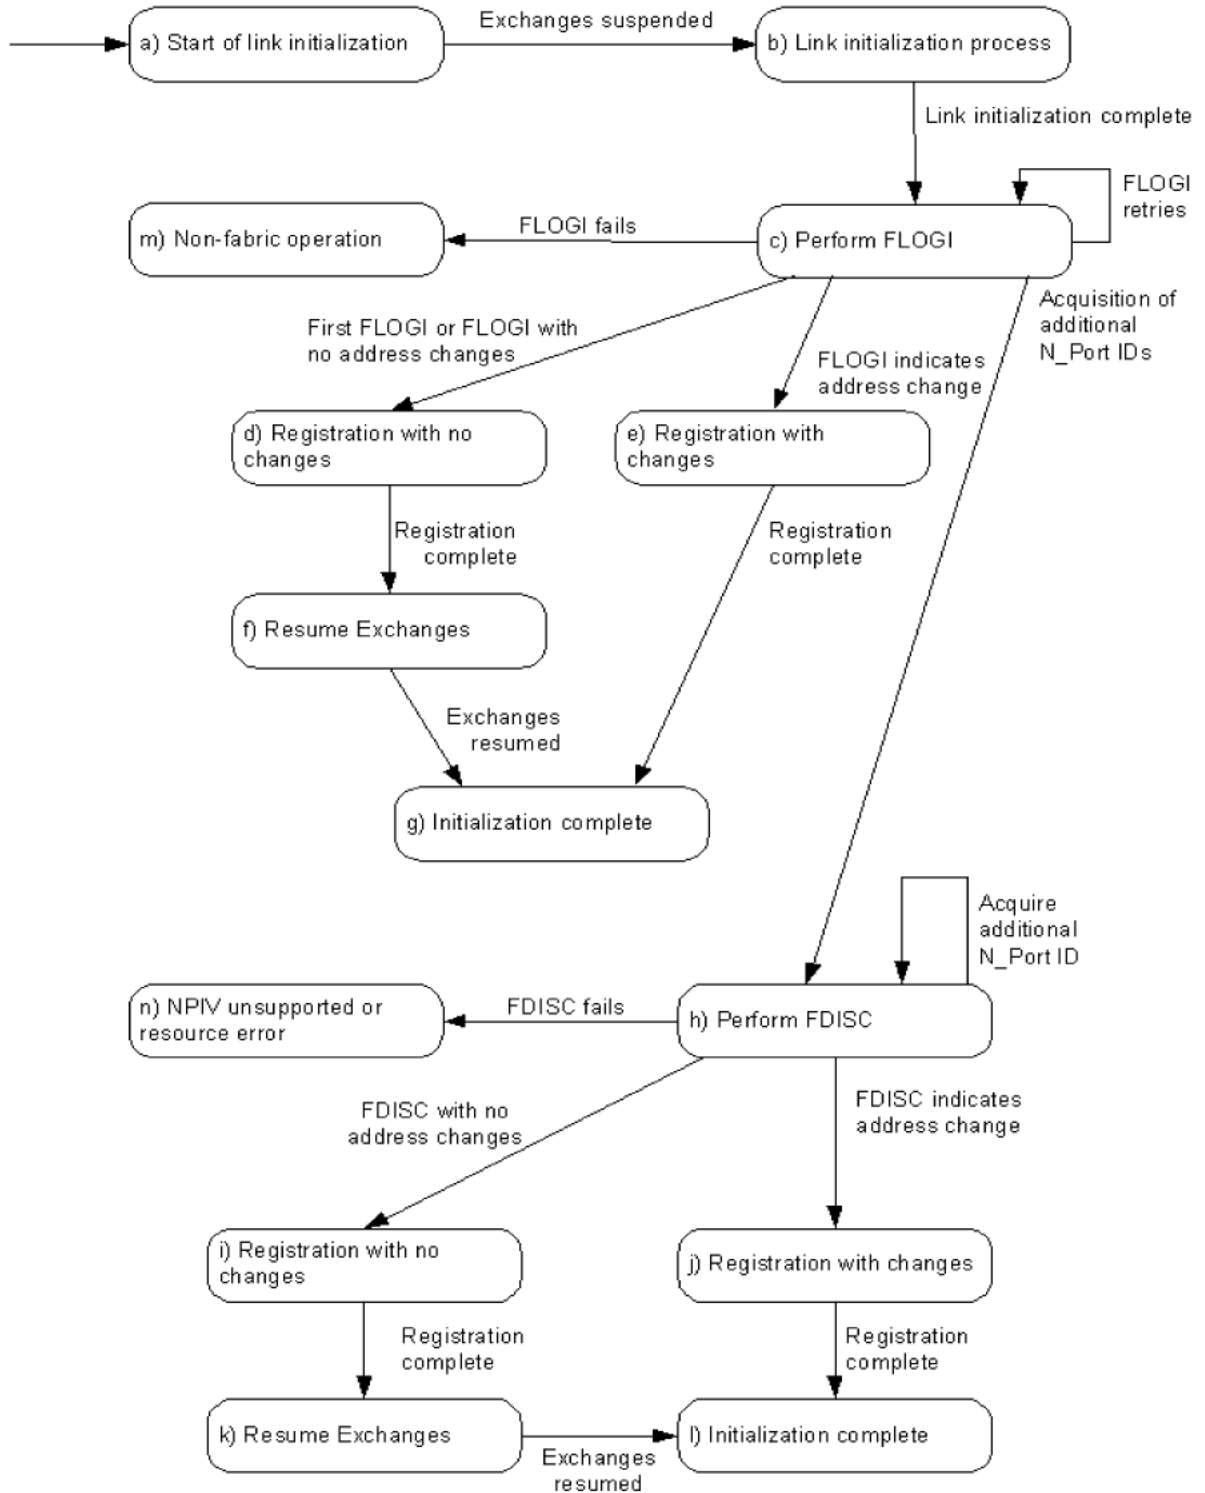 Exchanges suspended
a) Start of link initialization
b) Link initialization process
Link initialization complete
FLOGI
retries
m) Non-fabric operation
FLOGI fails
c) Perform FLOGI
Acquisition of
additional
N_Port IDs
First FLOGI or FLOGI with
no address changes
FLOGI indicates
address change
d) Registration with no
changes
e) Registration with
changes
Registration
complete
Registration
complete
f) Resume Exchanges
Exchanges
resumed
g) Initialization complete
Acquire
additional
N_Port ID
n) NPIV unsupported or
resource error
FDISC fails
h) Perform FDISC
FDISC with no
address changes
FDISC indicates
address change
i) Registration with no
changes
j) Registration with changes
Registration
complete
Registration
complete
k) Resume Exchanges
Exchanges
resumed
l) Initialization complete